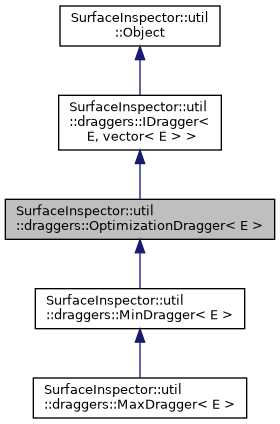 SurfaceInspector::util
::Object
SurfaceInspector::util
::draggers::IDragger<
E, vector< E > >
SurfaceInspector::util
::draggers::OptimizationDragger< E >
SurfaceInspector::util
::draggers::MinDragger< E >
SurfaceInspector::util
::draggers::MaxDragger< E >